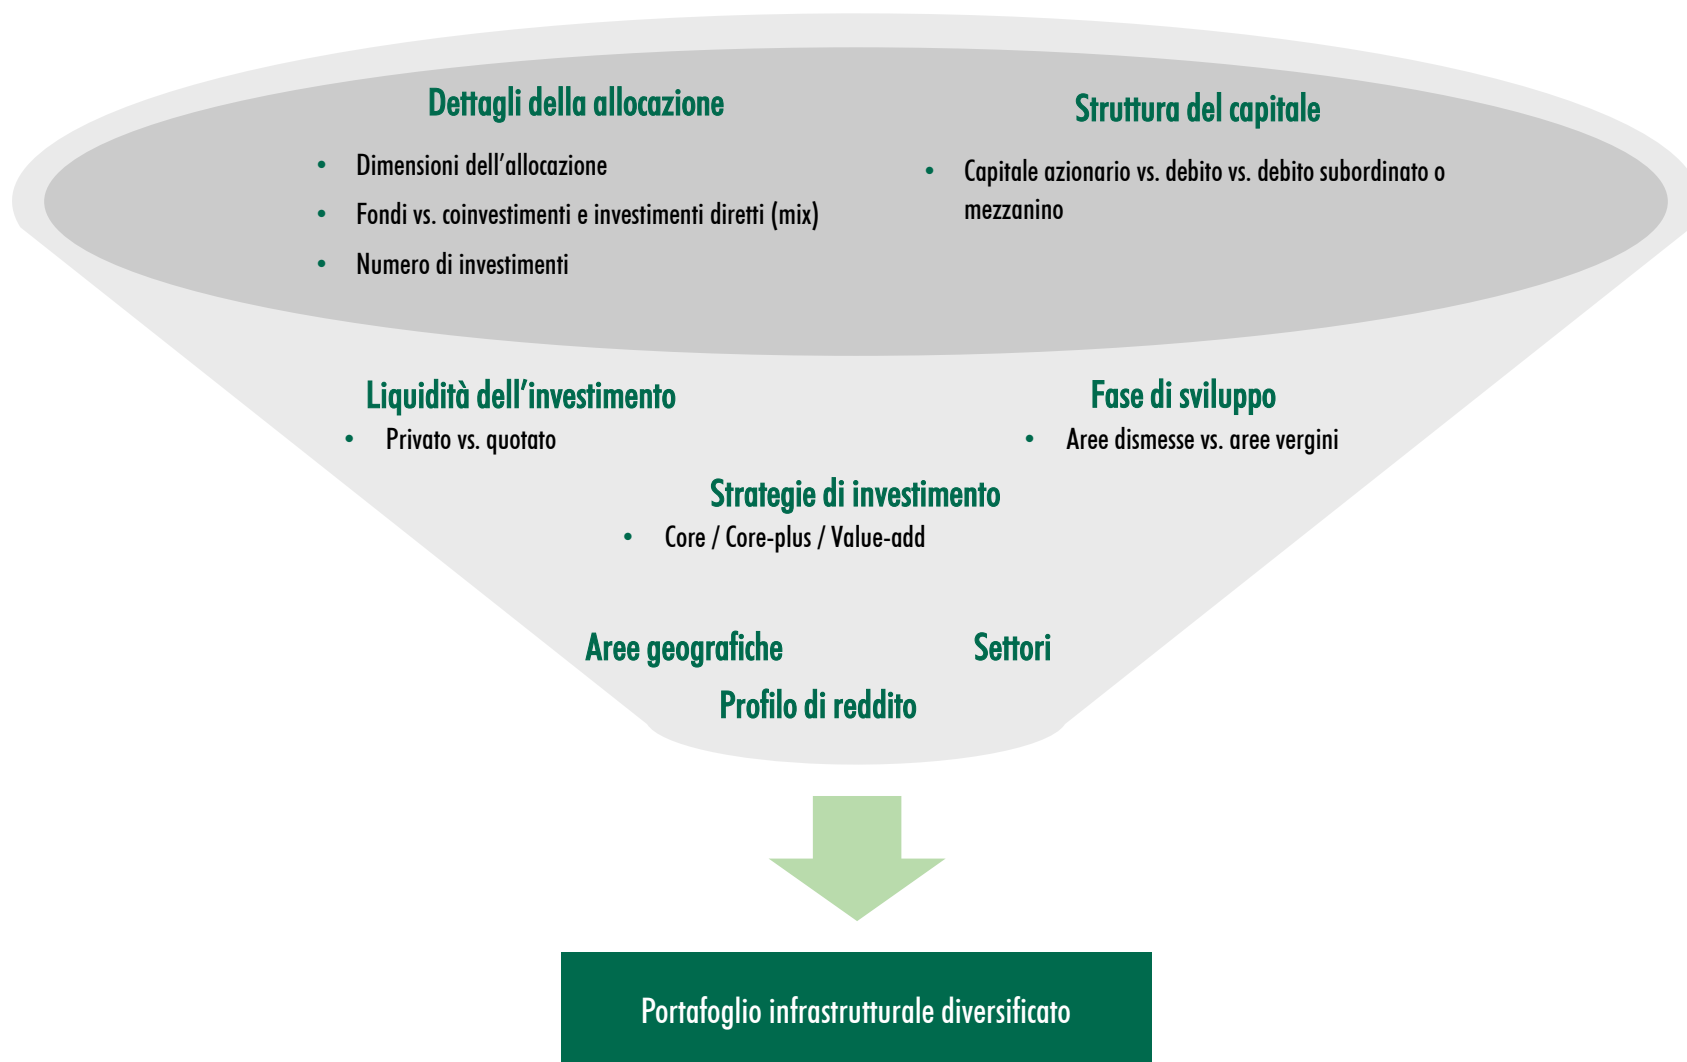 Dettagli della allocazione
• Dimensioni dell’allocazione
• Fondi vs. coinvestimenti e investimenti diretti (mix)
• Numero di investimenti
Struttura del capitale
• Capitale azionario vs. debito vs. debito subordinato o
mezzanino
Liquidità dell’investimento
• Privato vs. quotato
Fase di sviluppo
• Aree dismesse vs. aree vergini
Strategie di investimento
• Core / Core-plus / Value-add
Aree geografiche
Settori
Profilo di reddito
Portafoglio infrastrutturale diversificato